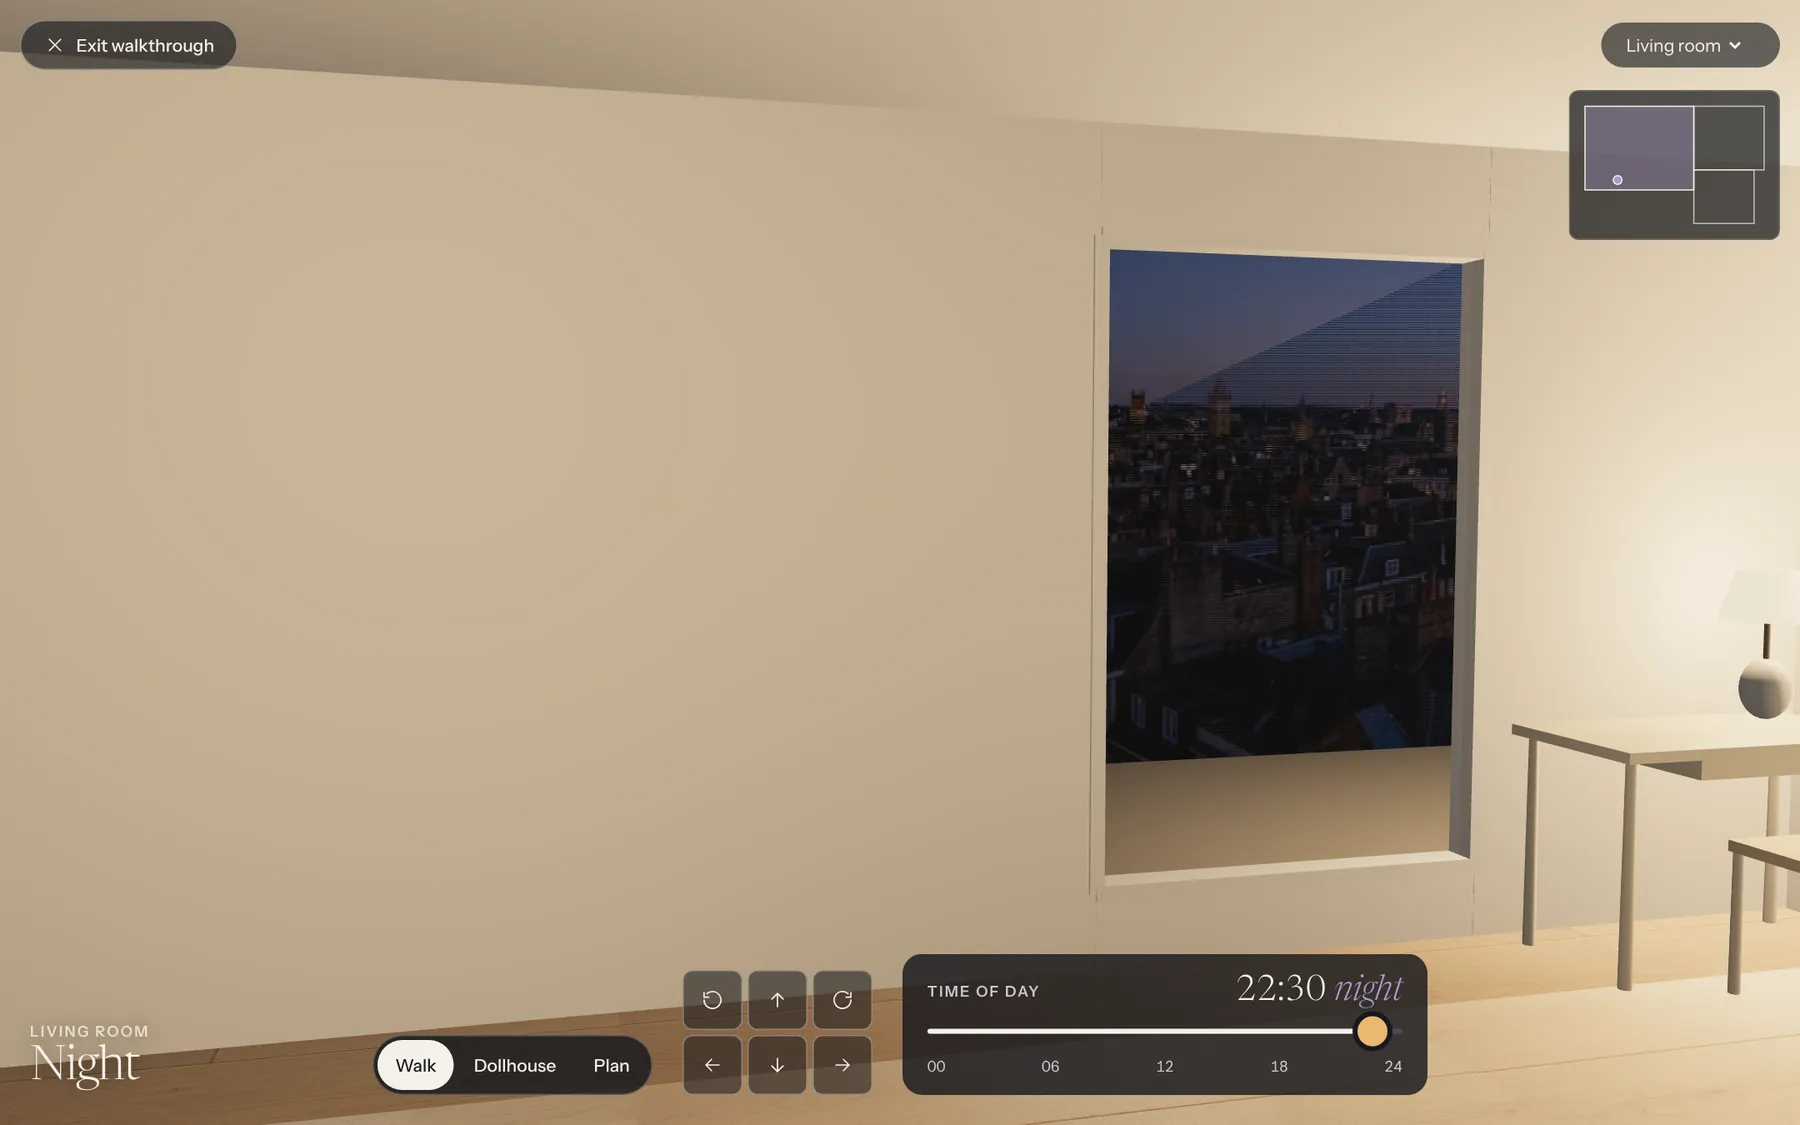 Exit walkthrough
Living room
LIVING ROOM
Night
Walk Dollhouse Plan
TIME OF DAY 22:30 night
00 06 12 18 24